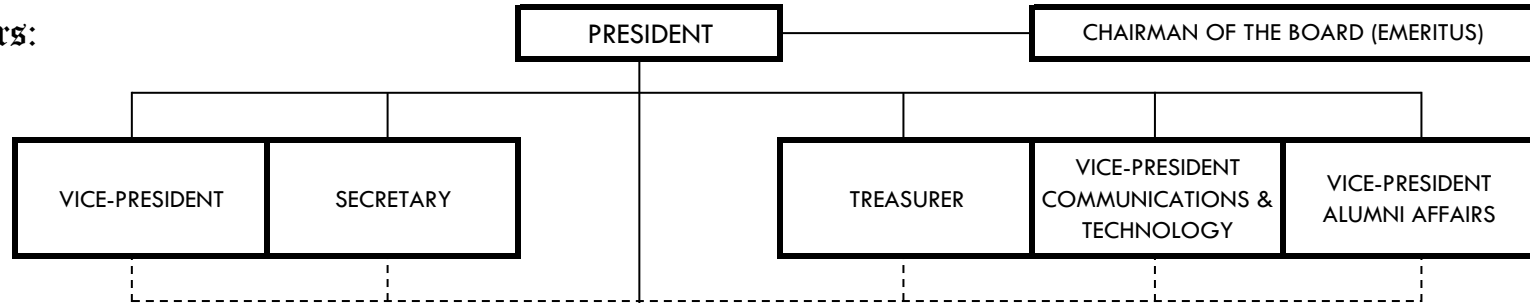 rs:
PRESIDENT
CHAIRMAN OF THE BOARD (EMERITUS)
VICE-PRESIDENT
SECRETARY
TREASURER
VICE-PRESIDENT
COMMUNICATIONS &
TECHNOLOGY
VICE-PRESIDENT
ALUMNI AFFAIRS